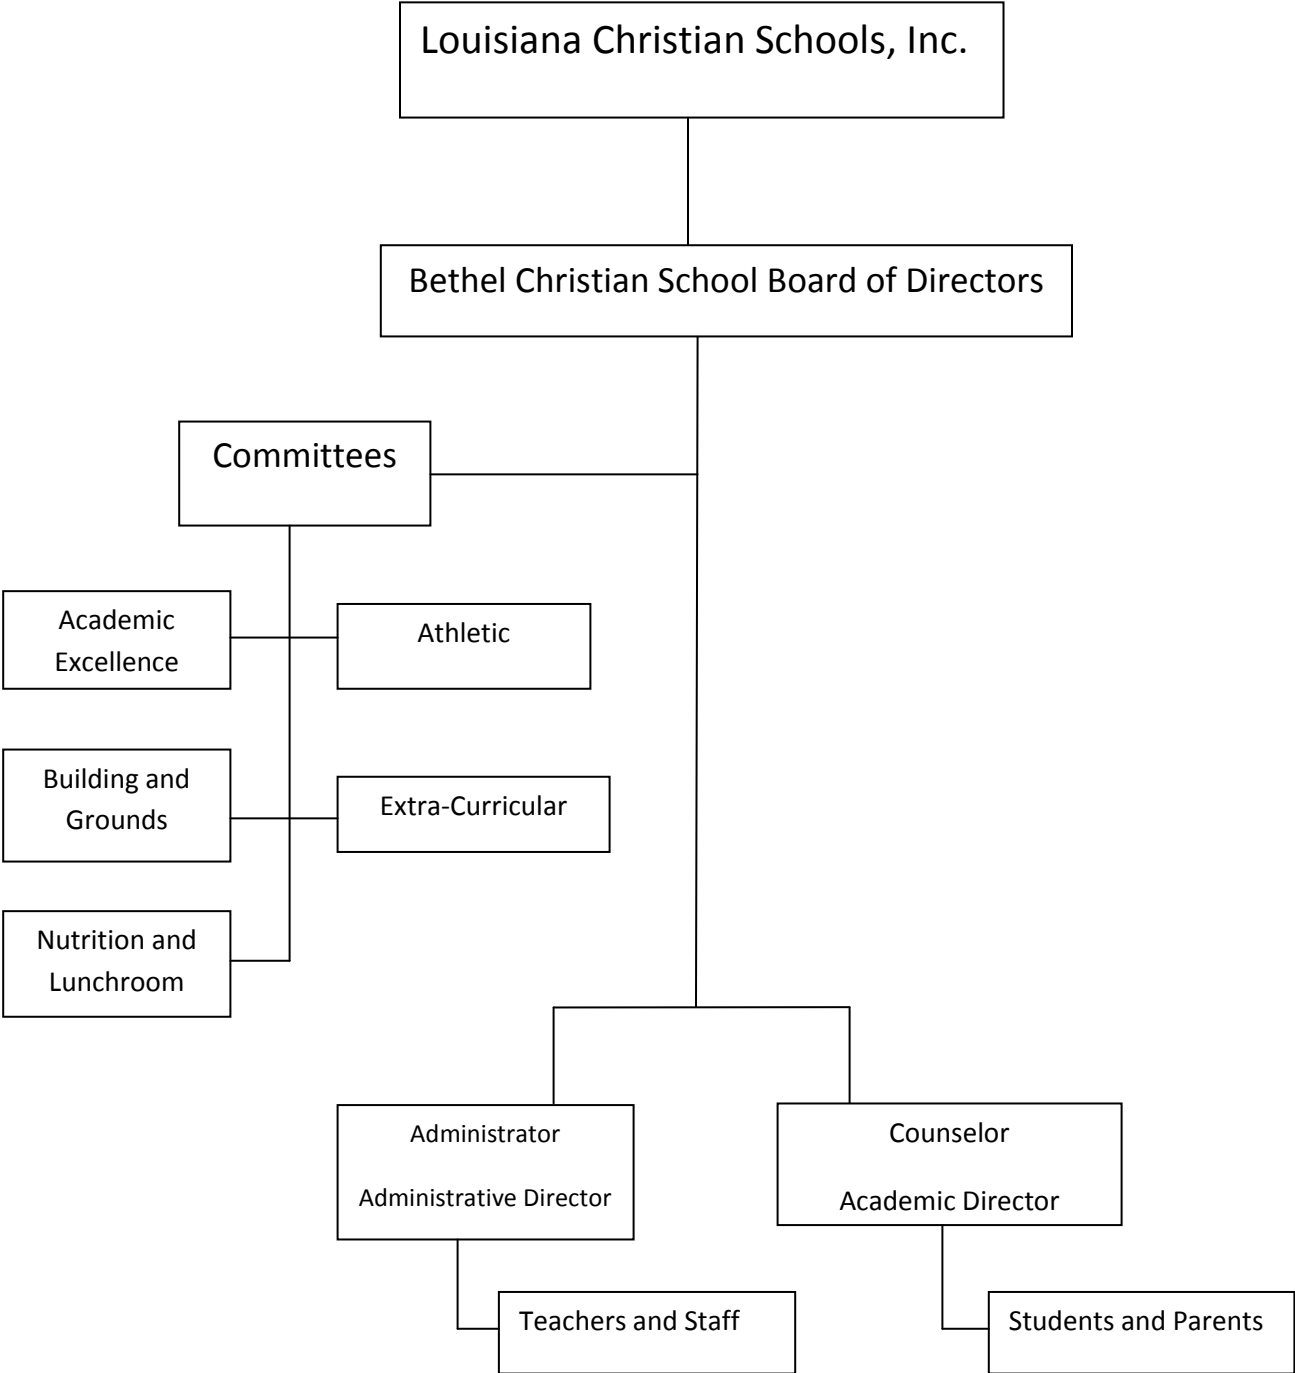 Louisiana Christian Schools, Inc.
Bethel Christian School Board of Directors
Committees
Academic
Excellence
Athletic
Building and
Grounds
Extra-Curricular
Nutrition and
Lunchroom
Administrator
Administrative Director
Counselor
Academic Director
Teachers and Staff
Students and Parents